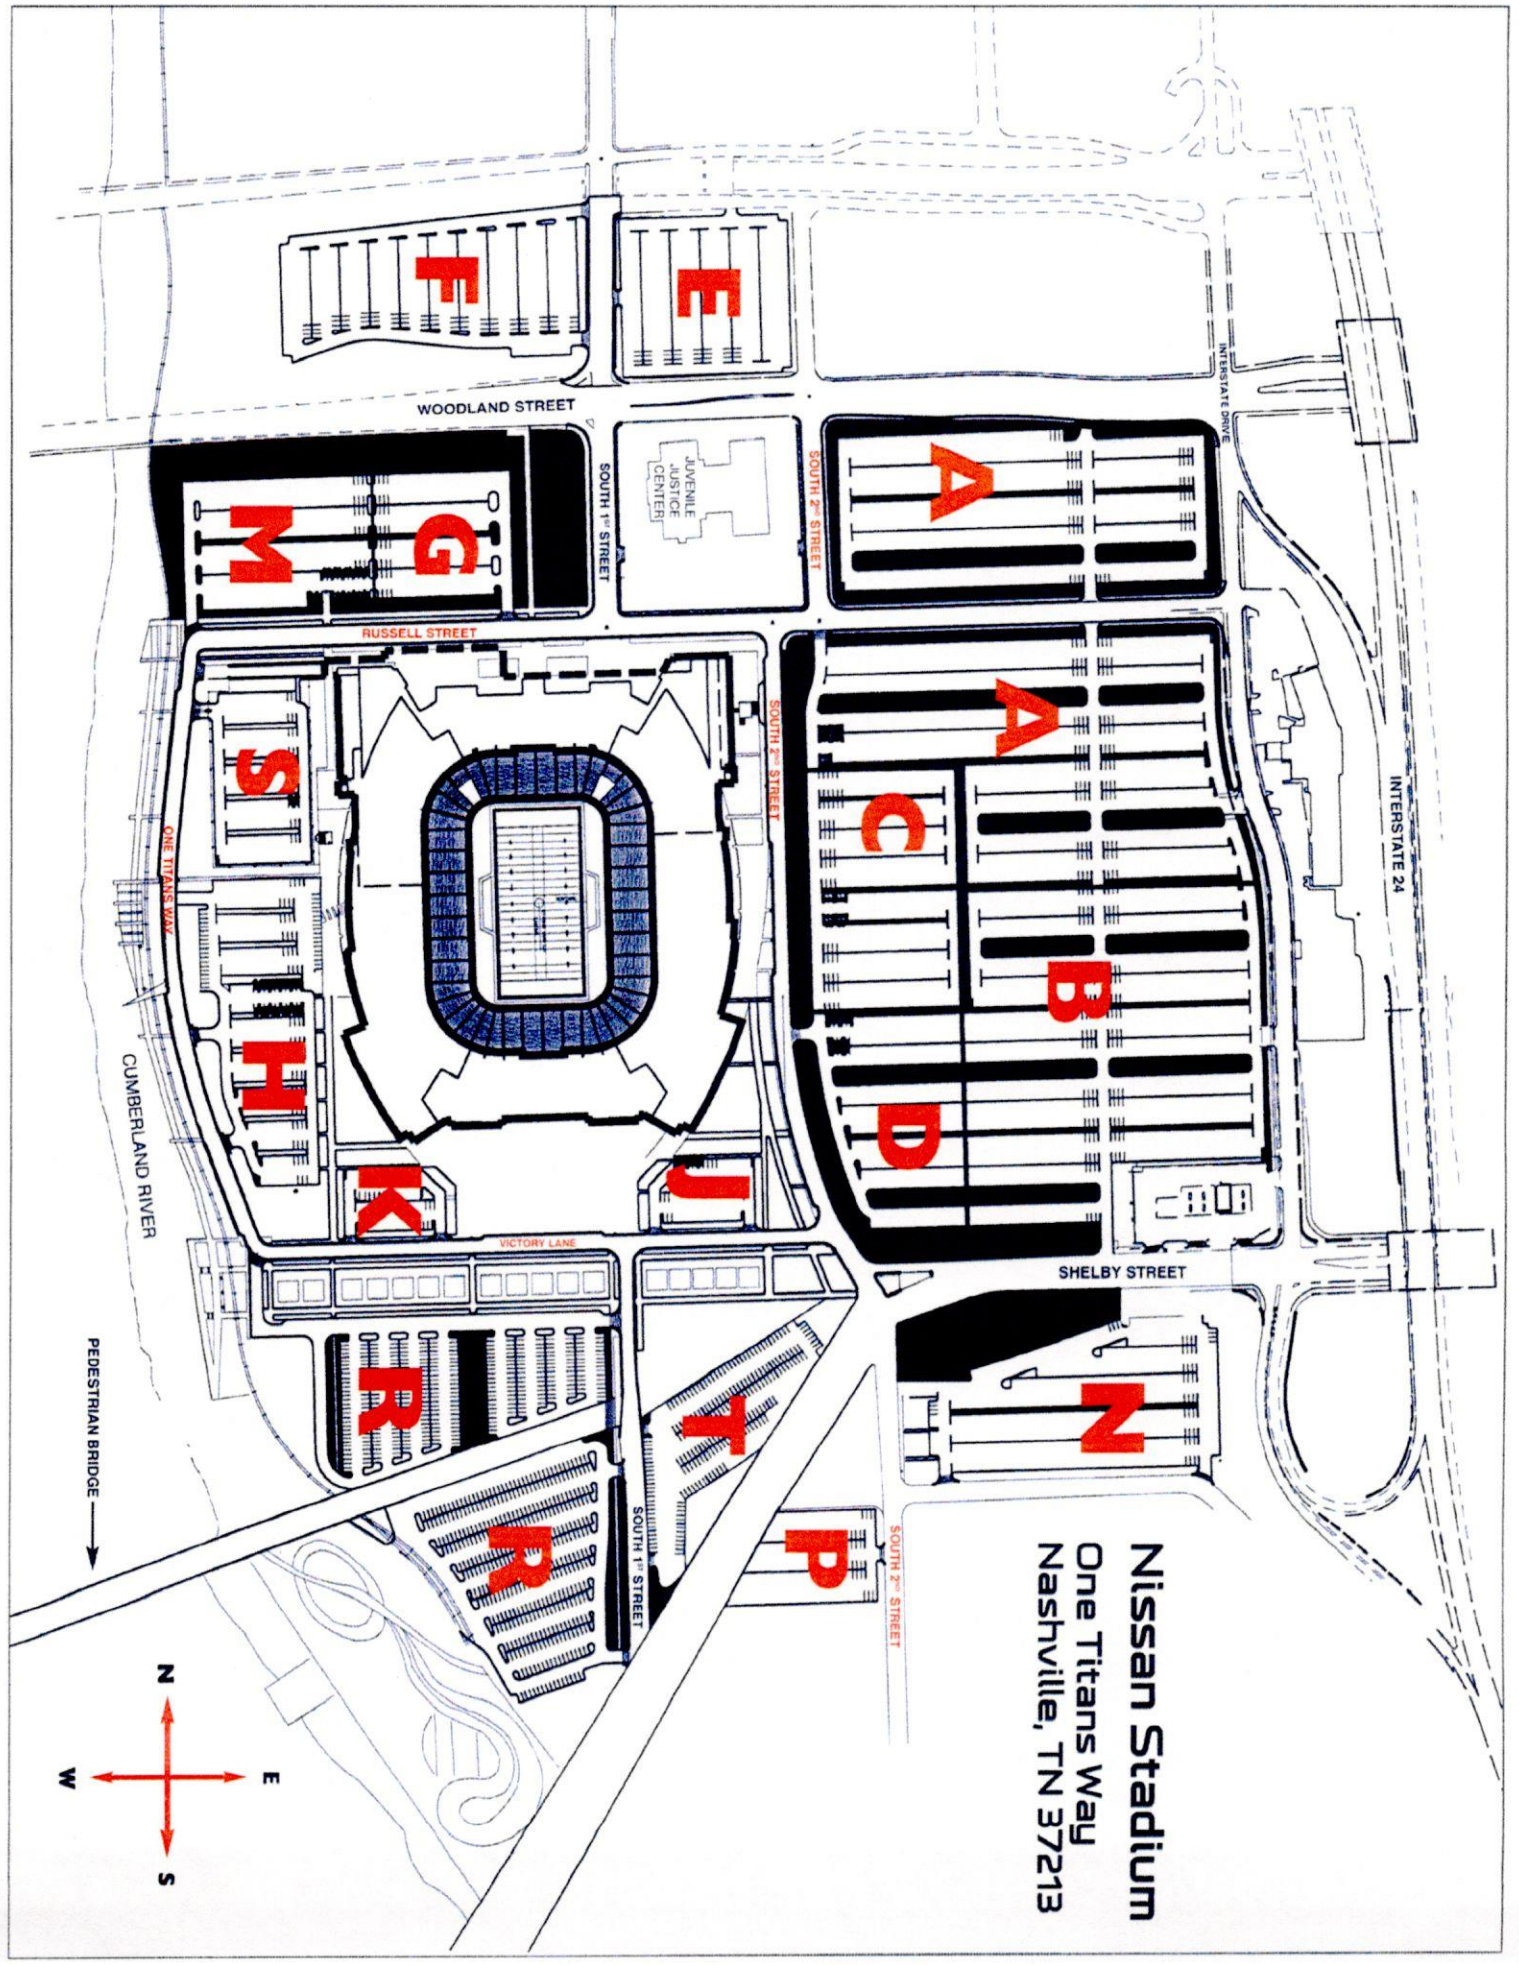 F
E
INTERSTATE DRIVE
WOODLAND STREET
A
SOUTH 2ND STREET
JUVENILE
JUSTICE
CENTER
SOUTH 1ST STREET
G
M
RUSSELL STREET
A
SOUTH 2ND STREET
S
C
INTERSTATE 24
ONE TITANS WAY
B
H
D
CUMBERLAND RIVER
K
J
VICTORY LANE
SHELBY STREET
R
T
N
PEDESTRIAN BRIDGE
R
SOUTH 1ST STREET
P
SOUTH 2ND STREET
Nissan Stadium
One Titans Way
Nashville, TN 37213
N
E
W
S